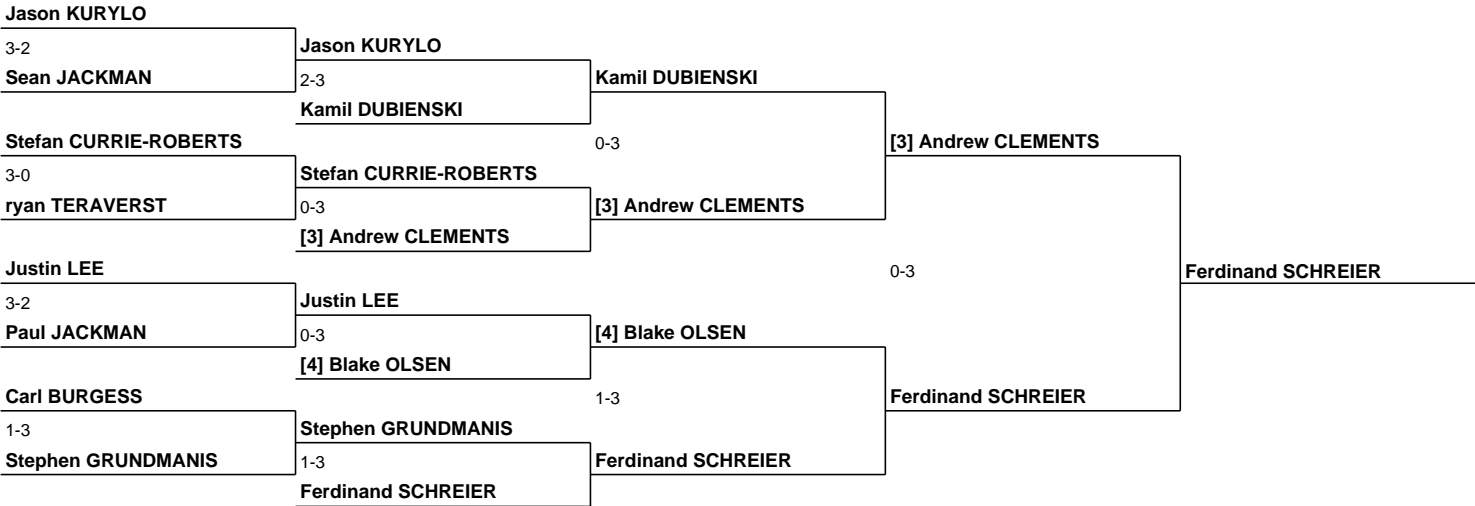 Jason KURYLO
3-2
Jason KURYLO
Sean JACKMAN
2-3
Kamil DUBIENSKI
Kamil DUBIENSKI
Stefan CURRIE-ROBERTS
0-3
[3] Andrew CLEMENTS
3-0
Stefan CURRIE-ROBERTS
ryan TERAVERST
0-3
[3] Andrew CLEMENTS
[3] Andrew CLEMENTS
Justin LEE
0-3
Ferdinand SCHREIER
3-2
Justin LEE
Paul JACKMAN
0-3
[4] Blake OLSEN
[4] Blake OLSEN
Carl BURGESS
1-3
Ferdinand SCHREIER
1-3
Stephen GRUNDMANIS
Stephen GRUNDMANIS
1-3
Ferdinand SCHREIER
Ferdinand SCHREIER